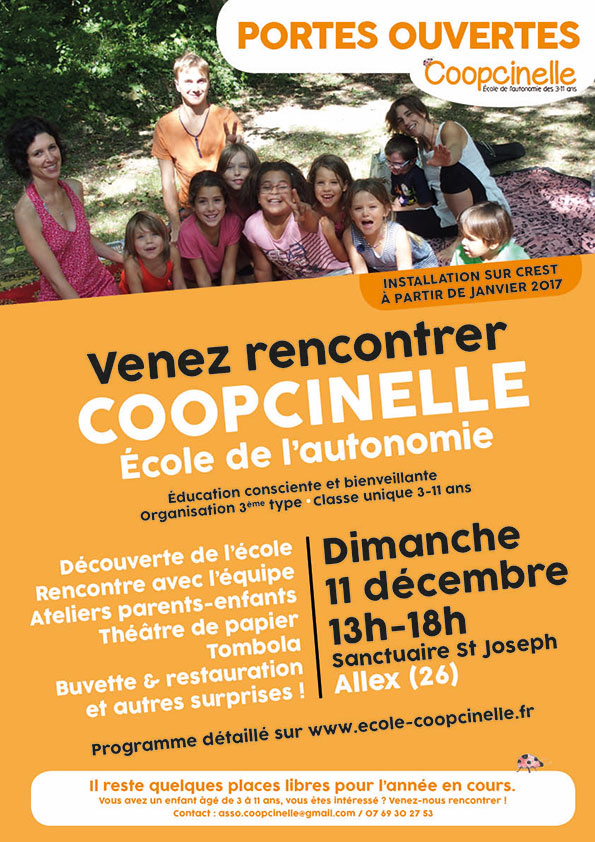 PORTES OUVERTES
Coopcinelle
École de l'autonomie des 3-11 ans
INSTALLATION SUR CREST
À PARTIR DE JANVIER 2017
Venez rencontrer
COOPCINELLE
École de l'autonomie
Éducation consciente et bienveillante
Organisation 3ème type • Classe unique 3-11 ans
Découverte de l'école
Rencontre avec l'équipe
Ateliers parents-enfants
Théâtre de papier
Tombola
Buvette & restauration
et autres surprises !
Dimanche
11 décembre
13h-18h
Sanctuaire St Joseph
Allex (26)
Programme détaillé sur www.ecole-coopcinelle.fr
Il reste quelques places libres pour l'année en cours.
Vous avez un enfant âgé de 3 à 11 ans, vous êtes intéressé ? Venez-nous rencontrer !
Contact : asso.coopcinelle@gmail.com / 07 69 30 27 53